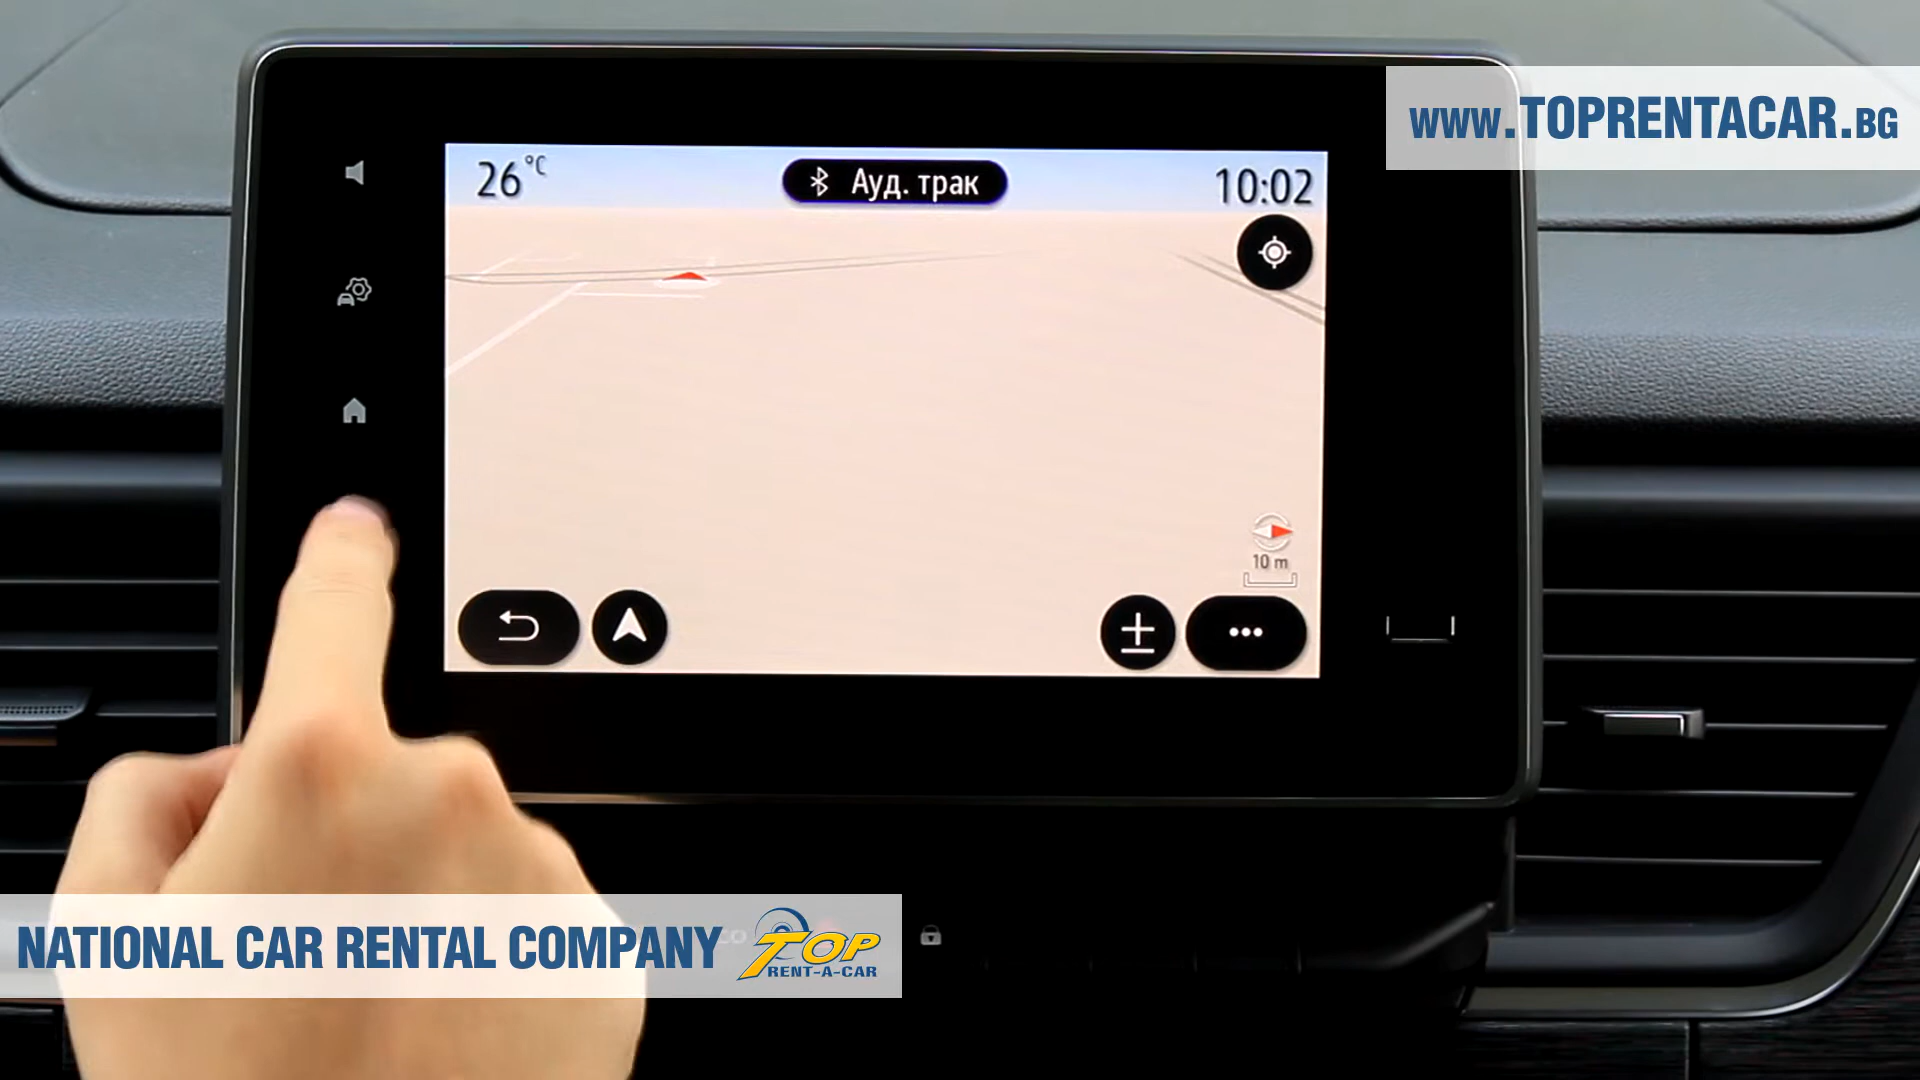 www.TOPRENTACAR.BG
26 °C
Ауд. трак
10:02
10 m
NATIONAL CAR RENTAL COMPANY
TOP
RENT-A-CAR